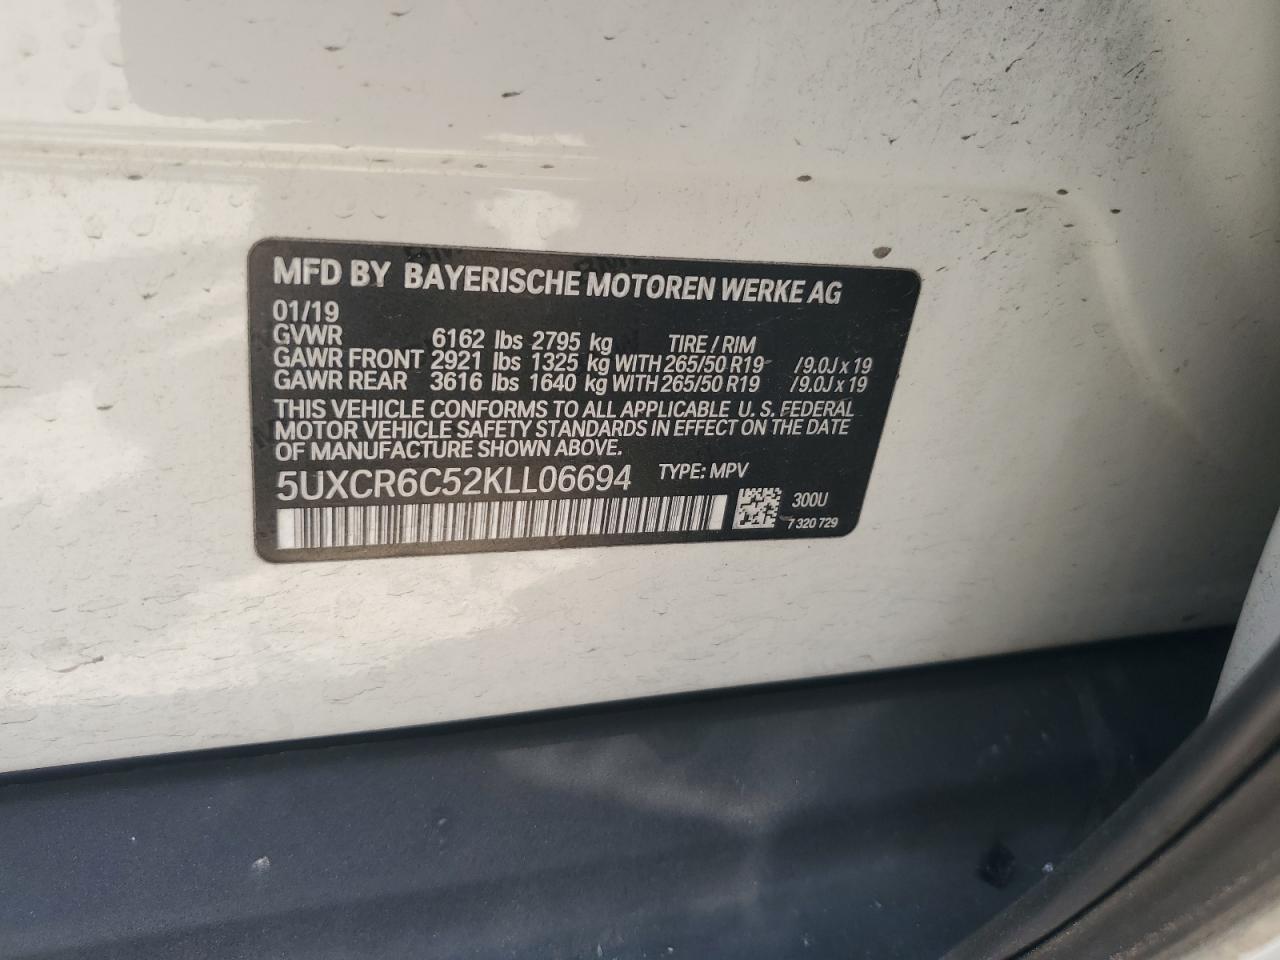 MFD BY BAYERISCHE MOTOREN WERKE AG
01/19
GVWR 6162 lbs 2795 kg TIRE / RIM
GAWR FRONT 2921 lbs 1325 kg WITH 265/50 R19 /9.0J x 19
GAWR REAR 3616 lbs 1640 kg WITH 265/50 R19 /9.0J x 19
THIS VEHICLE CONFORMS TO ALL APPLICABLE U. S. FEDERAL
MOTOR VEHICLE SAFETY STANDARDS IN EFFECT ON THE DATE
OF MANUFACTURE SHOWN ABOVE.
5UXCR6C52KLL06694 TYPE: MPV
300U
7 320 729